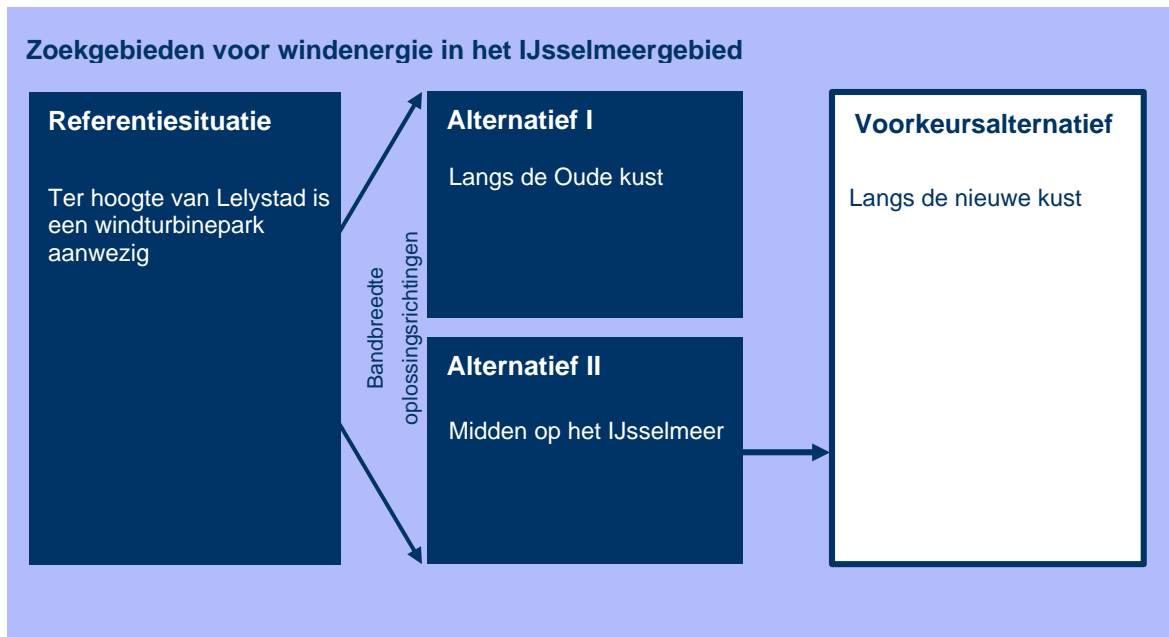 Zoekgebieden voor windenergie in het IJsselmeergebied
Referentiesituatie
Ter hoogte van Lelystad is
een windturbinepark
aanwezig
Bandbreedte
oplossingsrichtingen
Alternatief I
Langs de Oude kust
Alternatief II
Midden op het IJsselmeer
Voorkeursalternatief
Langs de nieuwe kust